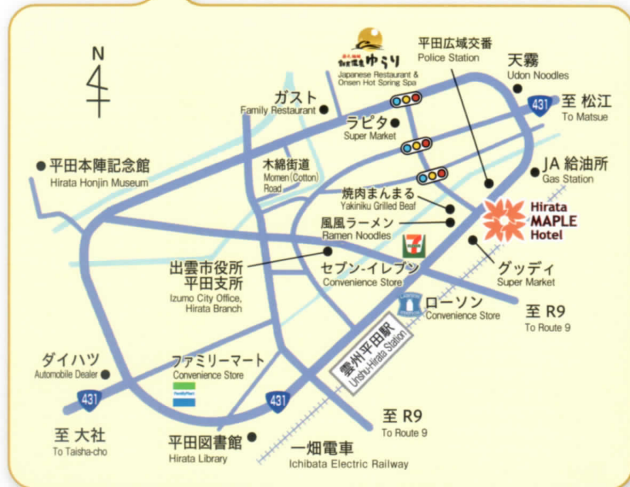 N
ゆらり
Japanese Restaurant &
Onsen Hot Soring Spa
平田広域交番
Police Station
天霧
Udon Noodles
431
至 松江
To Matsue
ガスト
Family Restaurant
ラピタ
Super Market
平田本陣記念館
Hirata Honjin Museum
木綿街道
Momen (Cotton)
Road
JA 給油所
Gas Station
焼肉まんまる
Yakiniku Grilled Beaf
風風ラーメン
Ramen Noodles
Hirata
MAPLE
Hotel
出雲市役所
平田支所
Izumo City Office,
Hirata Branch
7
セブン-イレブン
Convenience Store
グッディ
Super Market
ローソン
Convenience Store
至 R9
To Route 9
雲州平田駅
Unshu-Hirata Station
ダイハツ
Automobile Dealer
ファミリーマート
Convenience Store
FamilyMart
431
431
至 大社
To Taisha-cho
平田図書館
Hirata Library
一畑電車
Ichibata Electric Railway
至 R9
To Route 9